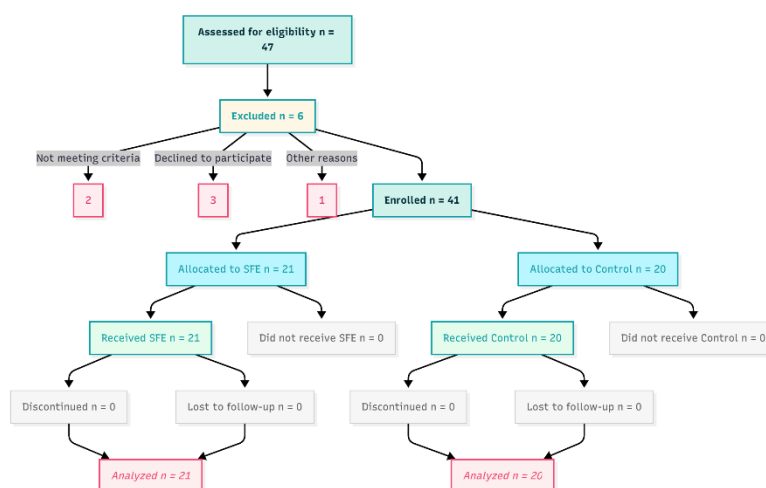 Assessed for eligibility n =
47
Excluded n = 6
Not meeting criteria
Declined to participate
Other reasons
2
3
1
Enrolled n = 41
Allocated to SFE n = 21
Allocated to Control n = 20
Received SFE n = 21
Did not receive SFE n = 0
Received Control n = 20
Did not receive Control n = 0
Discontinued n = 0
Lost to follow-up n = 0
Discontinued n = 0
Lost to follow-up n = 0
Analyzed n = 21
Analyzed n = 20